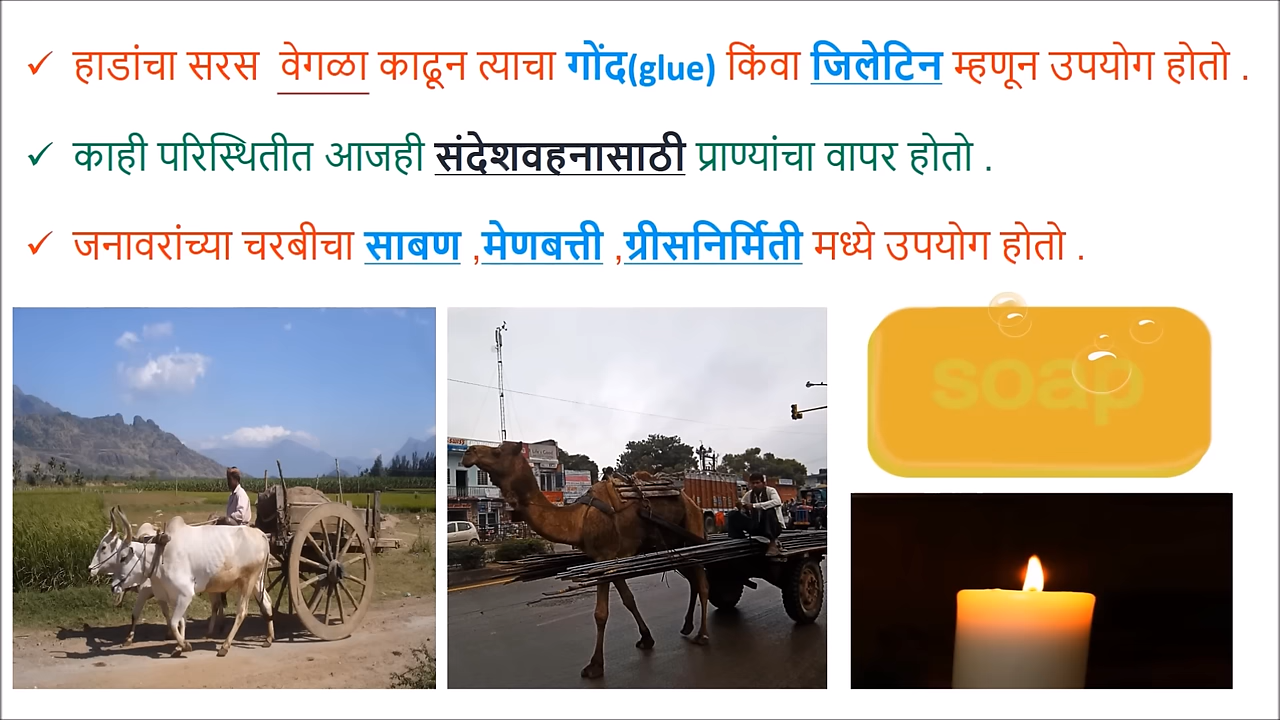 ✓ हाडांचा सरस वेगळा काढून त्याचा गोंद(glue) किंवा जिलेटिन म्हणून उपयोग होतो .
✓ काही परिस्थितीत आजही संदेशवहनासाठी प्राण्यांचा वापर होतो .
✓ जनावरांच्या चरबीचा साबण ,मेणबत्ती ,ग्रीसनिर्मिती मध्ये उपयोग होतो .
soap